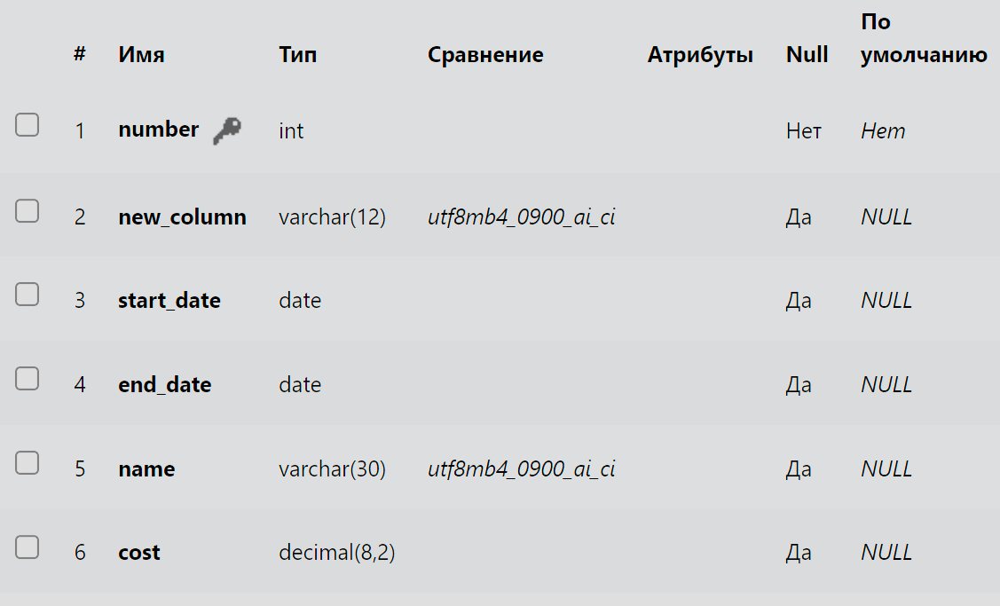 # Имя Тип Сравнение Атрибуты Null По умолчанию
1 number int Нет Нет
2 new_column varchar(12) utf8mb4_0900_ai_ci Да NULL
3 start_date date Да NULL
4 end_date date Да NULL
5 name varchar(30) utf8mb4_0900_ai_ci Да NULL
6 cost decimal(8,2) Да NULL